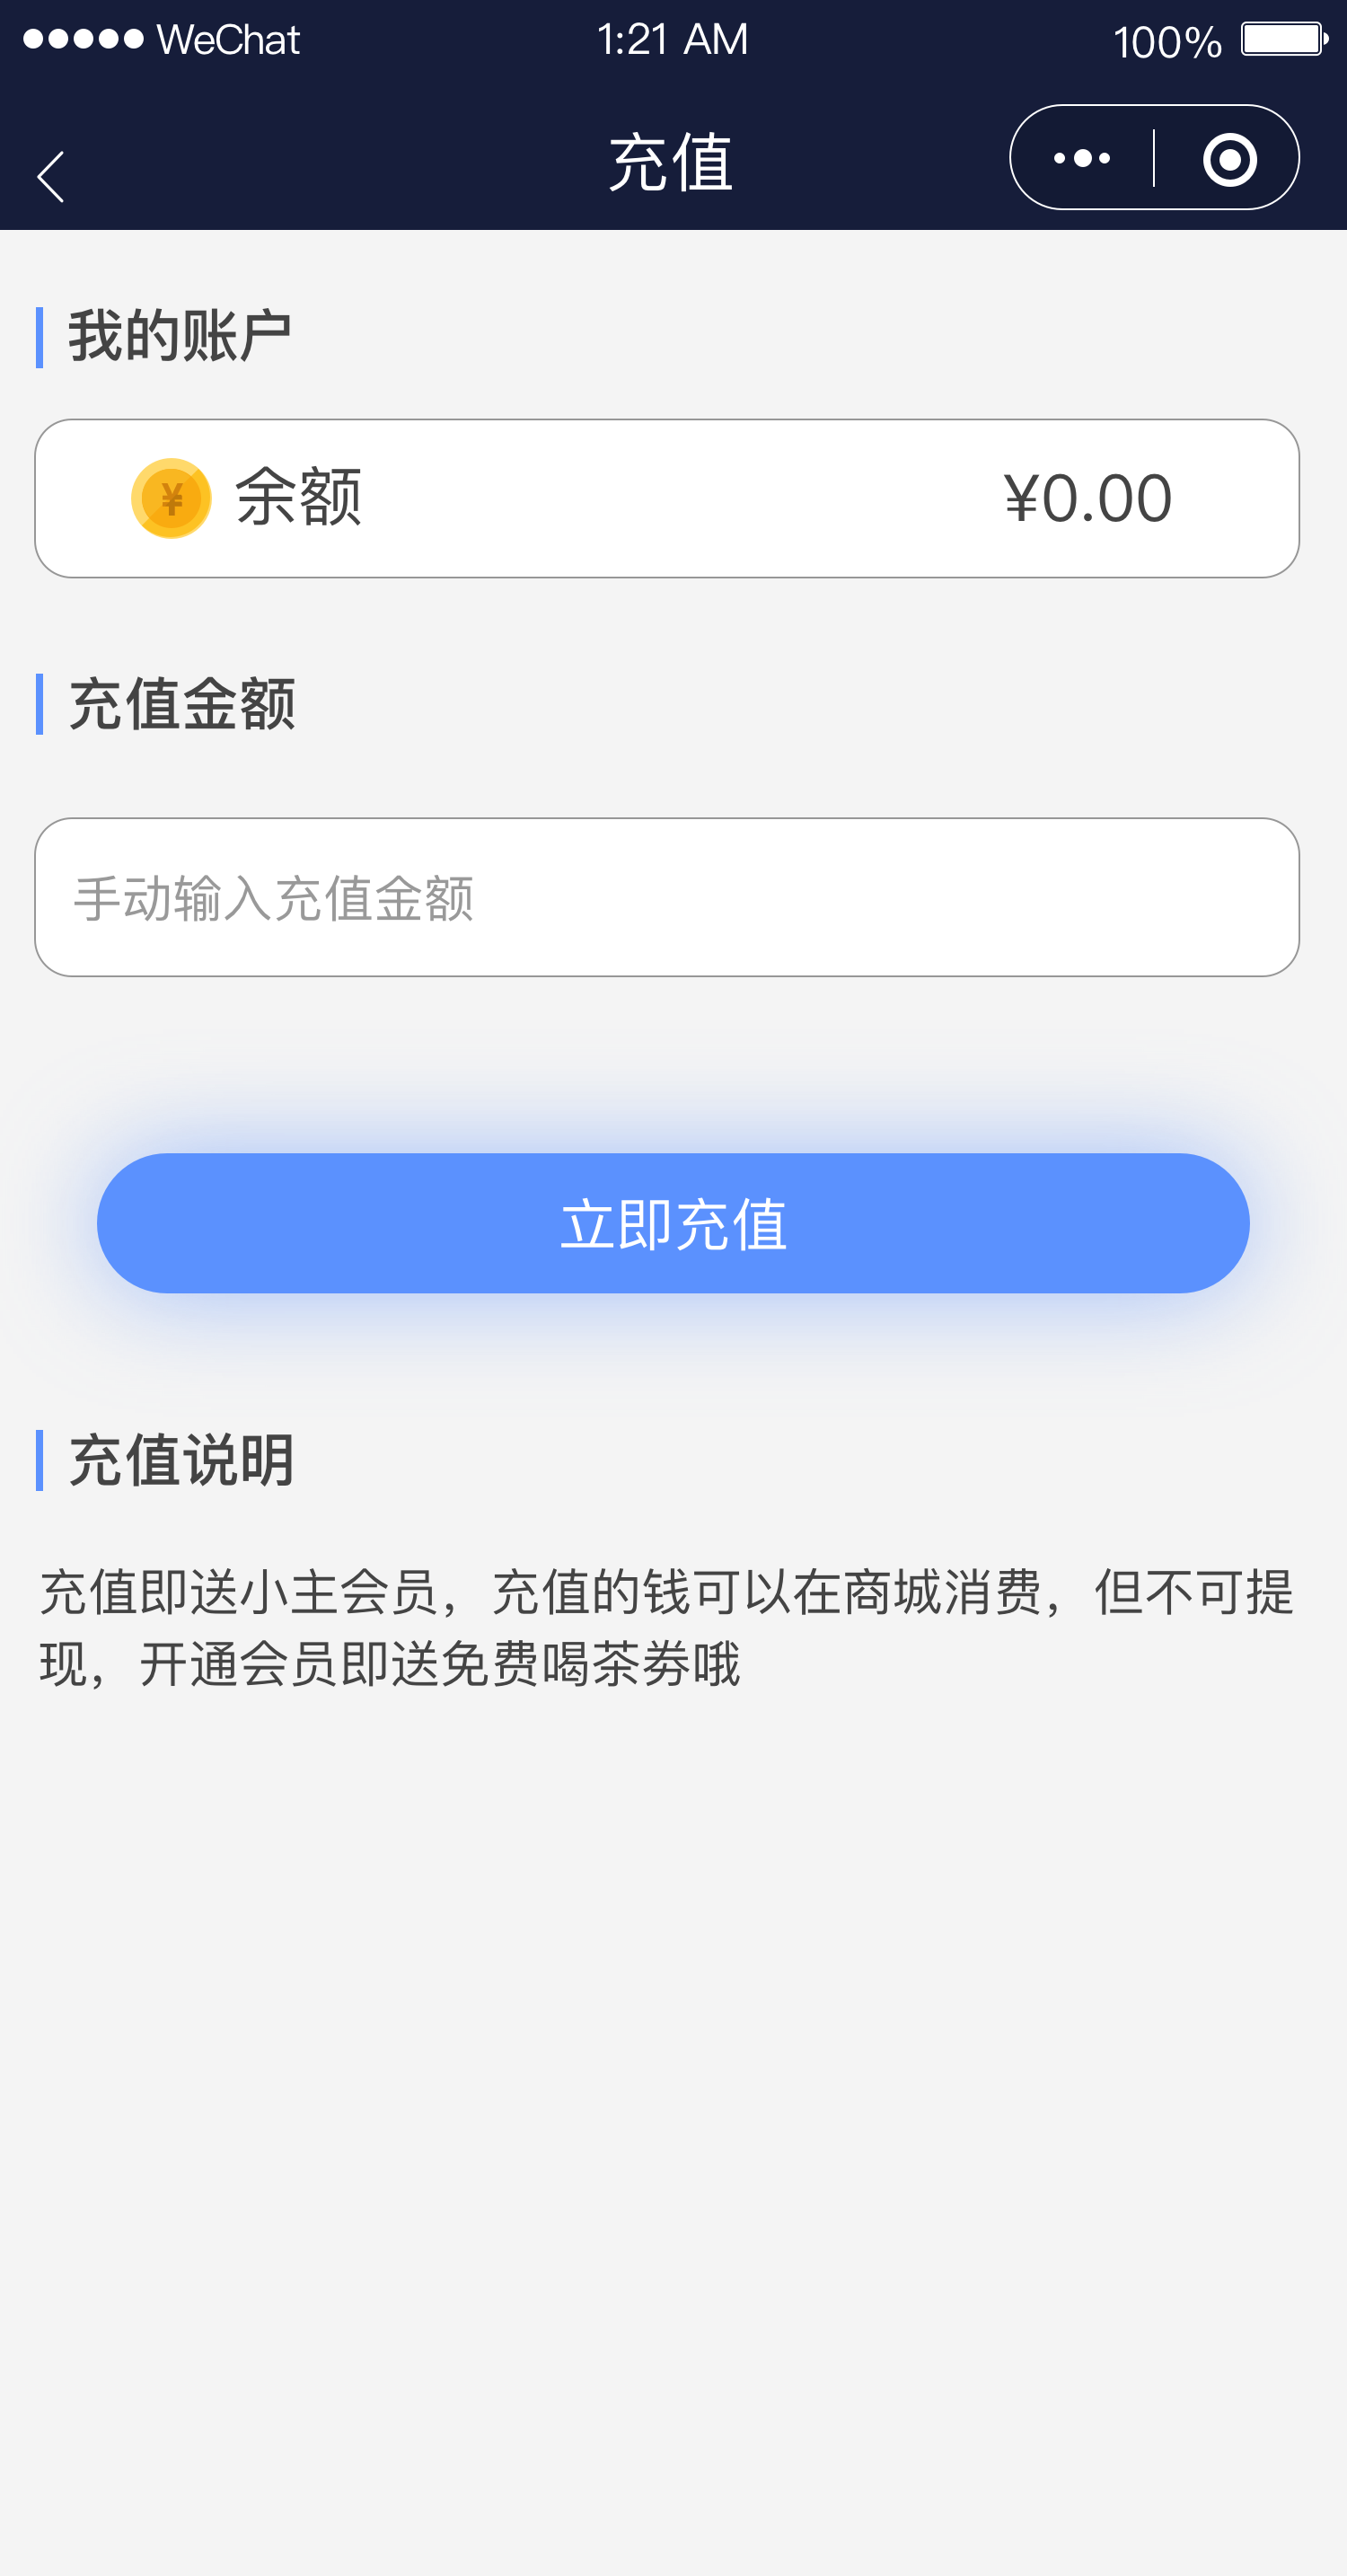 WeChat 1:21 AM 100%
充值
我的账户
¥ 余额 ¥0.00
充值金额
手动输入充值金额
立即充值
充值说明
充值即送小主会员，充值的钱可以在商城消费，但不可提
现，开通会员即送免费喝茶劵哦